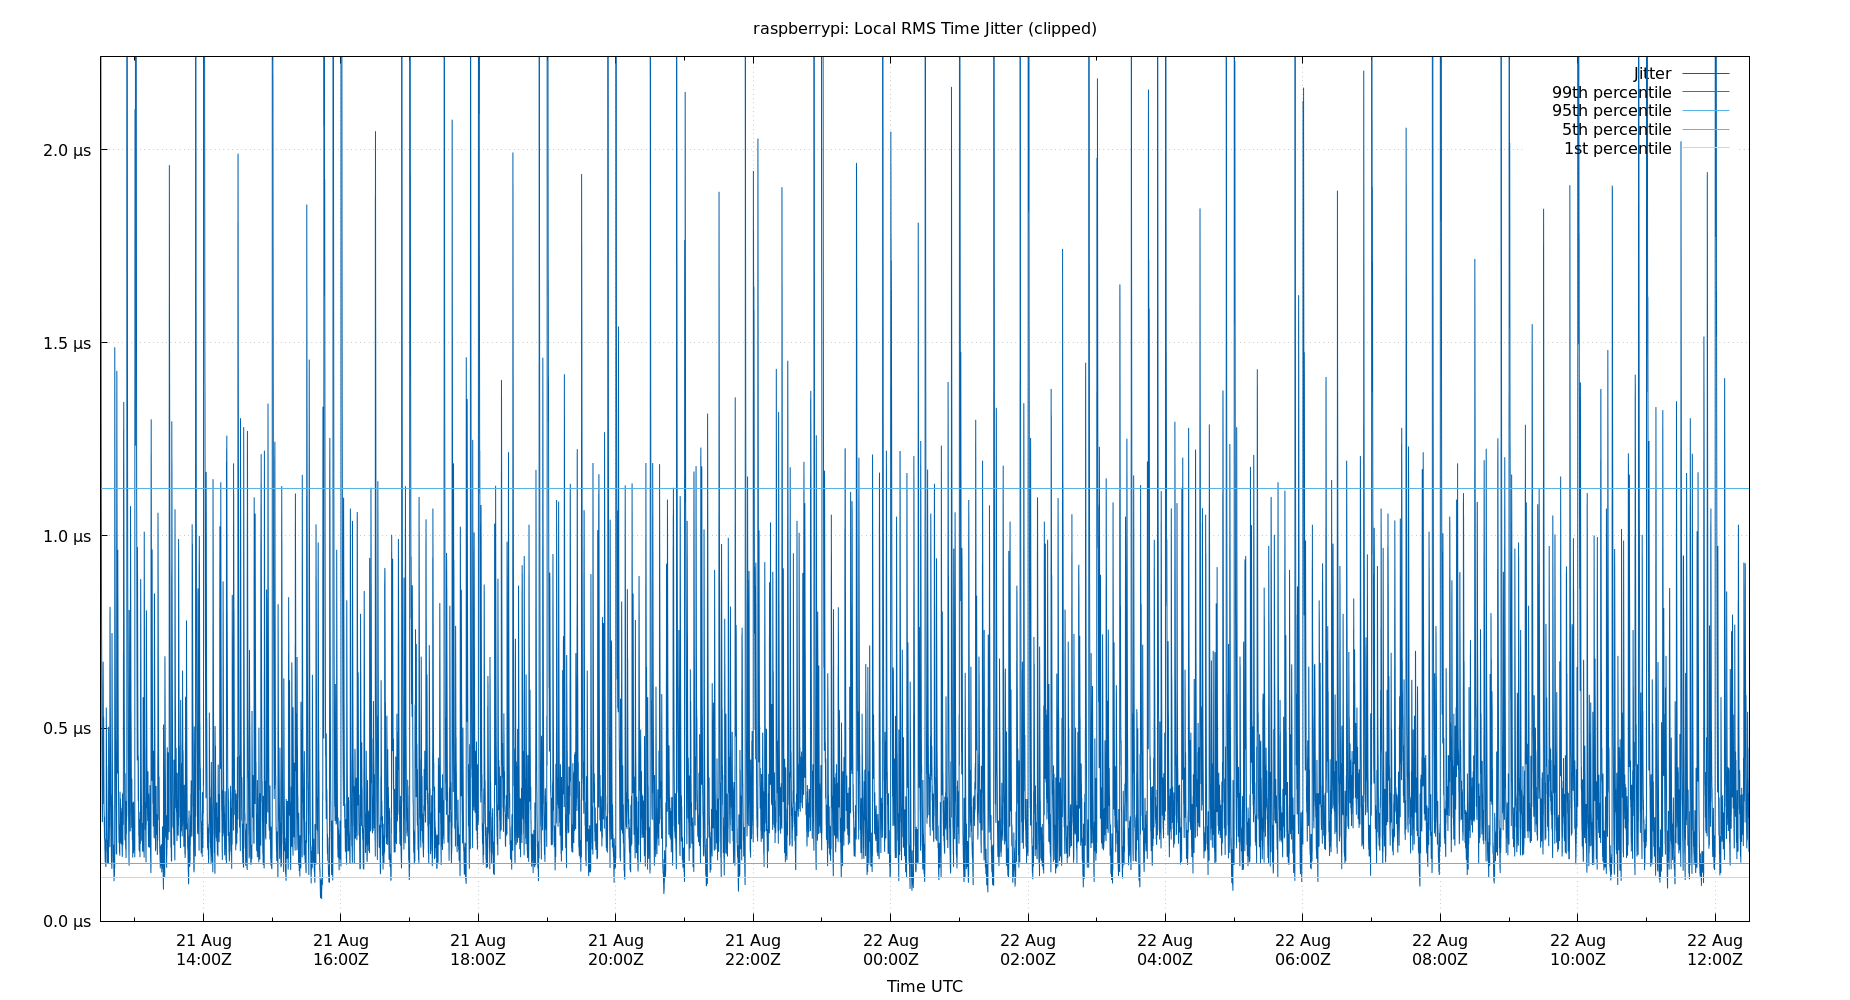 raspberrypi: Local RMS Time Jitter (clipped)
Jitter
99th percentile
95th percentile
5th percentile
1st percentile
2.0 µs
1.5 µs
1.0 µs
0.5 µs
0.0 µs
21 Aug 21 Aug 21 Aug 21 Aug 21 Aug 22 Aug 22 Aug 22 Aug 22 Aug 22 Aug 22 Aug 22 Aug
14:00Z 16:00Z 18:00Z 20:00Z 22:00Z 00:00Z 02:00Z 04:00Z 06:00Z 08:00Z 10:00Z 12:00Z
Time UTC